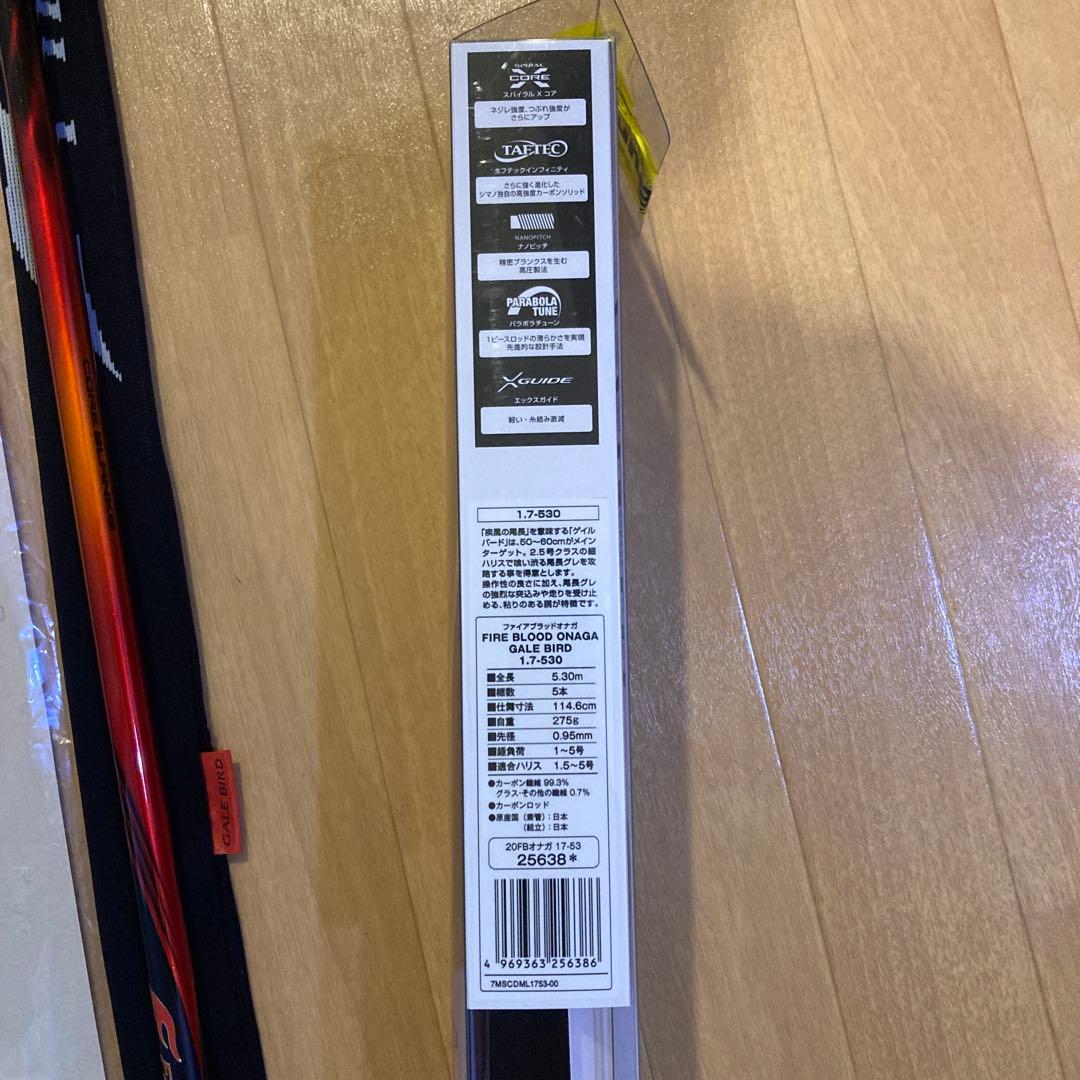 SPIRAL
X
CORE
スパイラル X コア
ネジレ強度、つぶれ強度が
さらにアップ
TAFTEC
タフテックインフィニティ
さらに強く進化した
シマノ独自の高強度カーボンソリッド
NANOPITCH
ナノピッチ
精密ブランクスを生む
高圧製法
PARABOLA
TUNE
パラボラチューン
1ピースロッドの滑らかさを実現
先進的な設計手法
XGUIDE
エックスガイド
軽い・糸絡み激減
1.7-530
「疾風の尾長」を意味する「ゲイル
バード」は、50〜60cmがメイン
ターゲット。2.5号クラスの細
ハリスで喰い渋る尾長グレを攻
略する事を得意とします。
操作性の良さに加え、尾長グレ
の強烈な突込みや走りを受け止
める、粘りのある胴が特徴です。
ファイアブラッドオナガ
FIRE BLOOD ONAGA
GALE BIRD
1.7-530
■全長 5.30m
■継数 5本
■仕舞寸法 114.6cm
■自重 275g
■先径 0.95mm
■錘負荷 1〜5号
■適合ハリス 1.5〜5号
●カーボン繊維 99.3%
グラス・その他の繊維 0.7%
●カーボンロッド
●原産国（素管）：日本
（組立）：日本
20FBオナガ 17-53
25638*
4 969363 256386
7MSCDML1753-00
CORE BLANKS
GALE BIRD